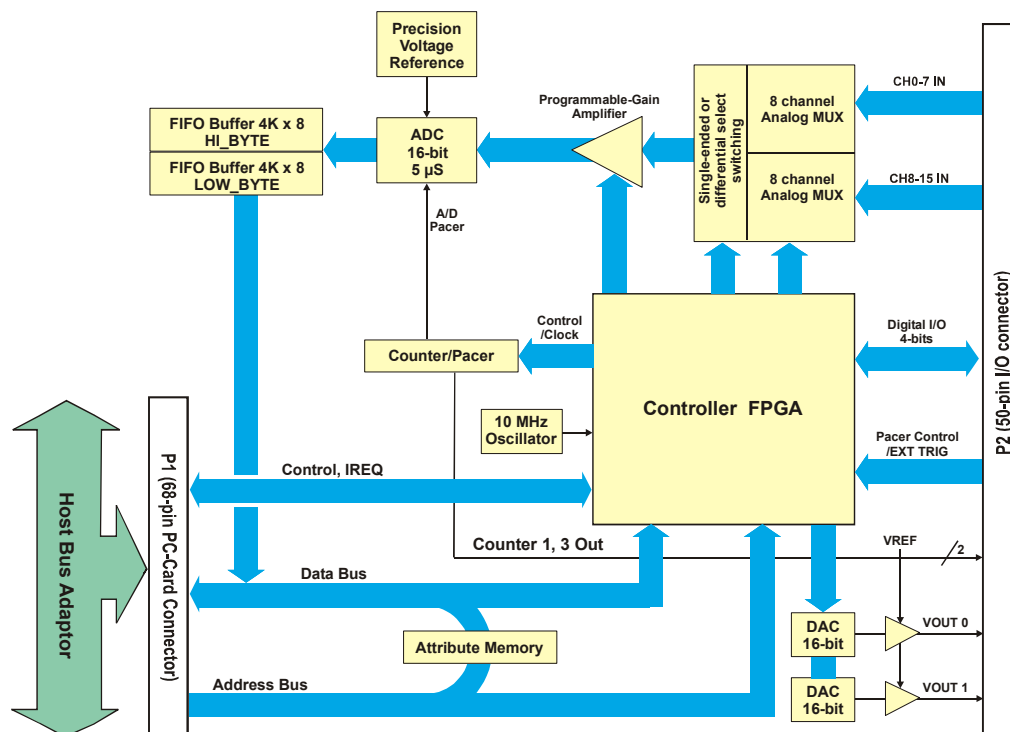 Precision
Voltage
Reference
FIFO Buffer 4K x 8
HI_BYTE
FIFO Buffer 4K x 8
LOW_BYTE
ADC
16-bit
5 µS
Programmable-Gain
Amplifier
Single-ended or
differential select
switching
8 channel
Analog MUX
8 channel
Analog MUX
CH0-7 IN
CH8-15 IN
P2 (50-pin I/O connector)
A/D
Pacer
Control
/Clock
Counter/Pacer
10 MHz
Oscillator
Controller FPGA
Digital I/O
4-bits
Pacer Control
/EXT TRIG
Host Bus Adaptor
P1 (68-pin PC-Card Connector)
Control, IREQ
Counter 1, 3 Out
VREF
2
Data Bus
Attribute Memory
Address Bus
DAC
16-bit
VOUT 0
DAC
16-bit
VOUT 1